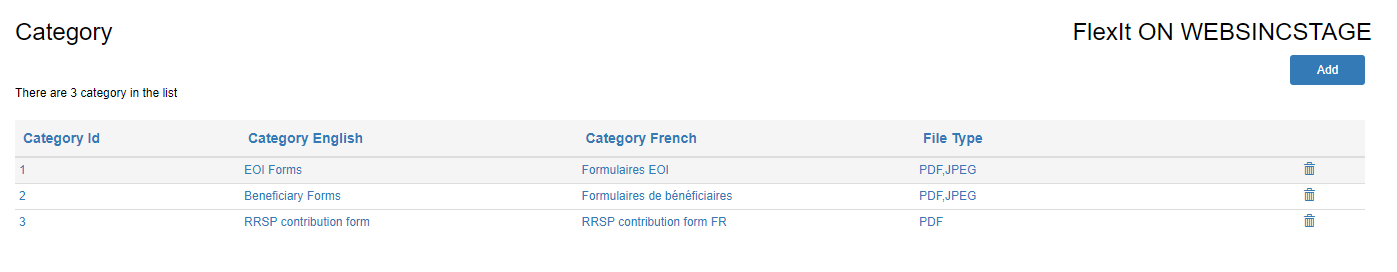 Category
FlexIt ON WEBSINCSTAGE
Add
There are 3 category in the list
Category Id Category English Category French File Type
1 EOI Forms Formulaires EOI PDF,JPEG
2 Beneficiary Forms Formulaires de bénéficiaires PDF,JPEG
3 RRSP contribution form RRSP contribution form FR PDF